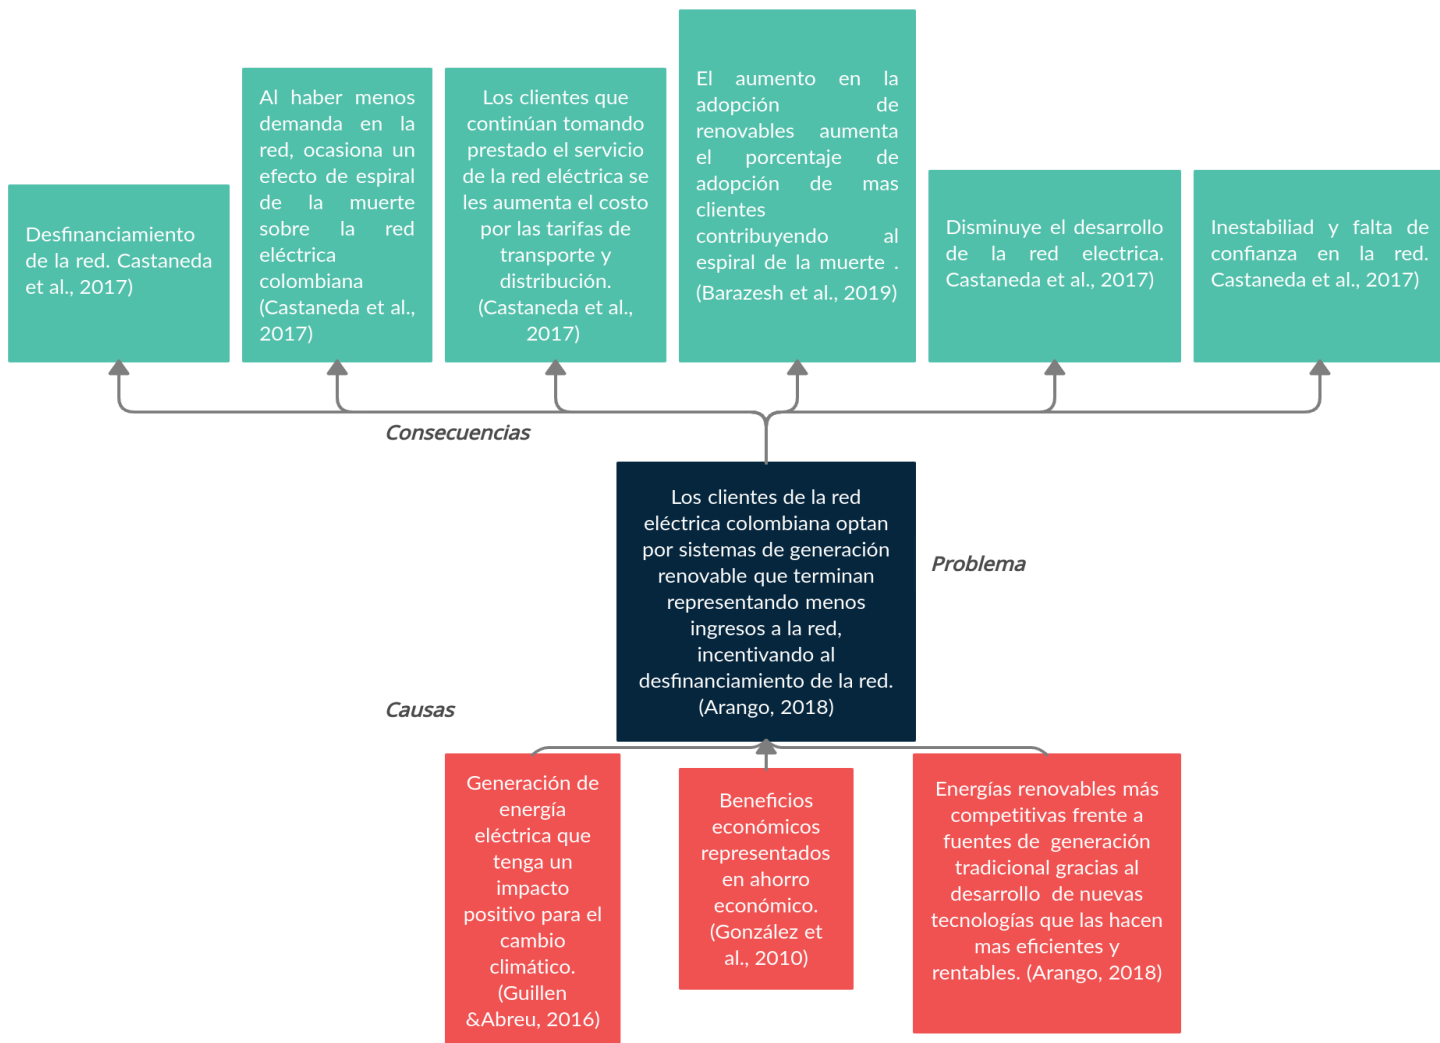 Desfinanciamiento
de la red. Castaneda
et al., 2017)
Al haber menos
demanda en la
red, ocasiona un
efecto de espiral
de la muerte
sobre la red
eléctrica
colombiana
(Castaneda et al.,
2017)
Los clientes que
continúan tomando
prestado el servicio
de la red eléctrica se
les aumenta el costo
por las tarifas de
transporte y
distribución.
(Castaneda et al.,
2017)
El aumento en la
adopción de
renovables aumenta
el porcentaje de
adopción de mas
clientes
contribuyendo al
espiral de la muerte .
(Barazesh et al., 2019)
Disminuye el desarrollo
de la red electrica.
Castaneda et al., 2017)
Inestabiliad y falta de
confianza en la red.
Castaneda et al., 2017)
Consecuencias
Los clientes de la red
eléctrica colombiana optan
por sistemas de generación
renovable que terminan
representando menos
ingresos a la red,
incentivando al
desfinanciamiento de la red.
(Arango, 2018)
Problema
Causas
Generación de
energía
eléctrica que
tenga un
impacto
positivo para el
cambio
climático.
(Guillen
&Abreu, 2016)
Beneficios
económicos
representados
en ahorro
económico.
(González et
al., 2010)
Energías renovables más
competitivas frente a
fuentes de  generación
tradicional gracias al
desarrollo  de nuevas
tecnologías que las hacen
mas eficientes y
rentables. (Arango, 2018)